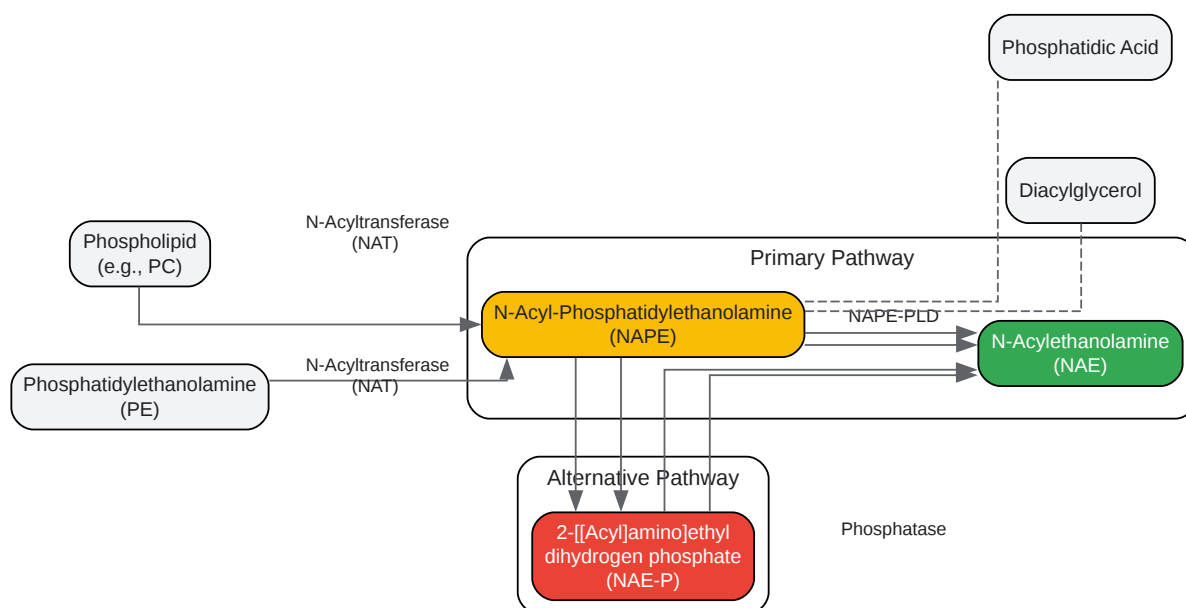 Phosphatidic Acid
Diacylglycerol
N-Acyltransferase
(NAT)
Phospholipid
(e.g., PC)
Primary Pathway
N-Acyl-Phosphatidylethanolamine
(NAPE)
NAPE-PLD
N-Acylethanolamine
(NAE)
N-Acyltransferase
(NAT)
Phosphatidylethanolamine
(PE)
Alternative Pathway
2-[[Acyl]amino]ethyl
dihydrogen phosphate
(NAE-P)
Phosphatase